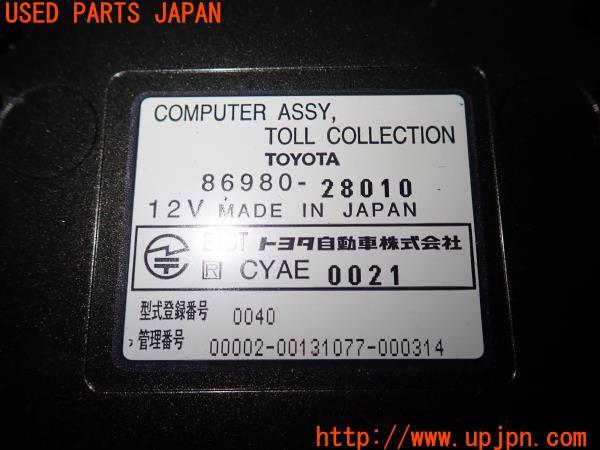 USED PARTS JAPAN
COMPUTER ASSY,
TOLL COLLECTION
TOYOTA
86980-28010
12V MADE IN JAPAN
トヨタ自動車株式会社
R CYAE 0021
型式登録番号 0040
管理番号 00002-00131077-000314
http://www.upjpn.com